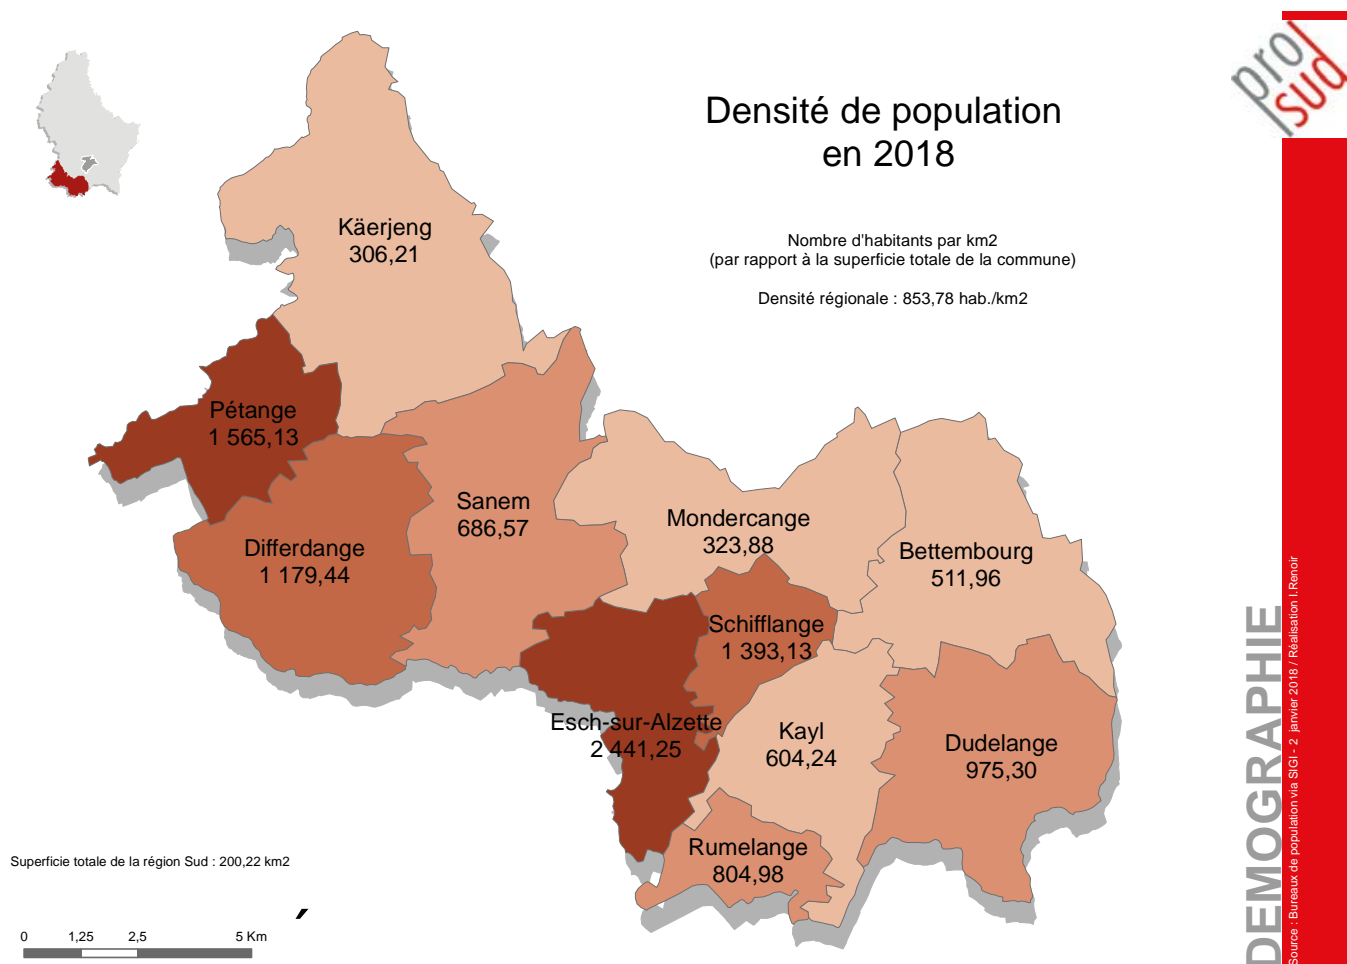 pro
sud
Densité de population
en 2018
Nombre d'habitants par km2
(par rapport à la superficie totale de la commune)
Densité régionale : 853,78 hab./km2
Käerjeng
306,21
Pétange
1 565,13
Sanem
686,57
Differdange
1 179,44
Mondercange
323,88
Bettembourg
511,96
Schifflange
1 393,13
Esch-sur-Alzette
2 441,25
Kayl
604,24
Dudelange
975,30
Rumelange
804,98
Superficie totale de la région Sud : 200,22 km2
0 1,25 2,5 5 Km
DEMOGRAPHIE
Source : Bureaux de population via SIGI - 2 janvier 2018 / Réalisation I.Renoir